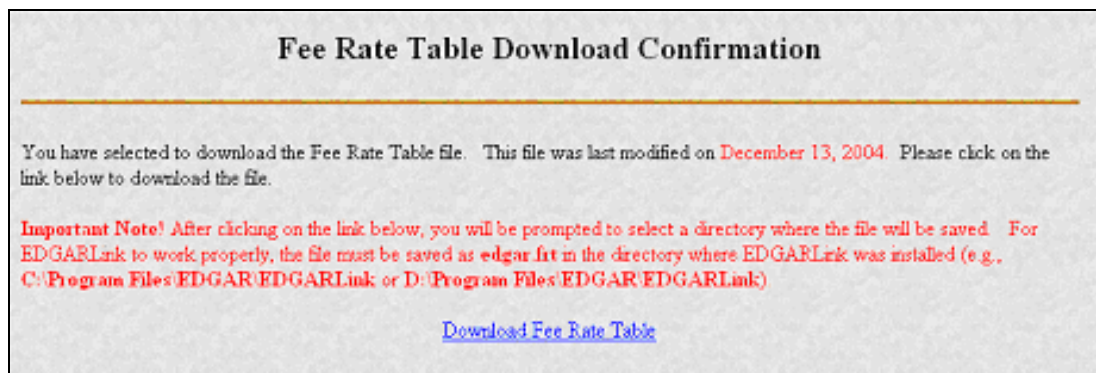 Fee Rate Table Download Confirmation
You have selected to download the Fee Rate Table file. This file was last modified on December 13, 2004. Please click on the
link below to download the file.
Important Note! After clicking on the link below, you will be prompted to select a directory where the file will be saved. For
EDGARLink to work properly, the file must be saved as edgar.frt in the directory where EDGARLink was installed (e.g.,
C:\Program Files\EDGAR\EDGARLink or D:\Program Files\EDGAR\EDGARLink).
Download Fee Rate Table